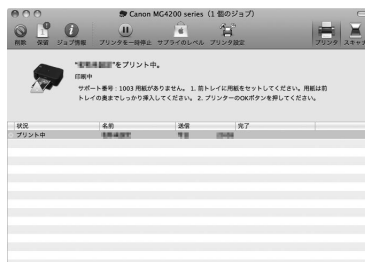 Canon MG4200 series (1 個のジョブ)
削除 保留 ジョブ情報 プリンタを一時停止 サプライのレベル プリンタ設定 プリンタ スキャナ
"をプリント中。
印刷中
サポート番号：1003 用紙がありません。 1. 前トレイに用紙をセットしてください。用紙は前
トレイの奥までしっかり挿入してください。 2. プリンターのOKボタンを押してください。
状況 名前 送信 完了
プリント中